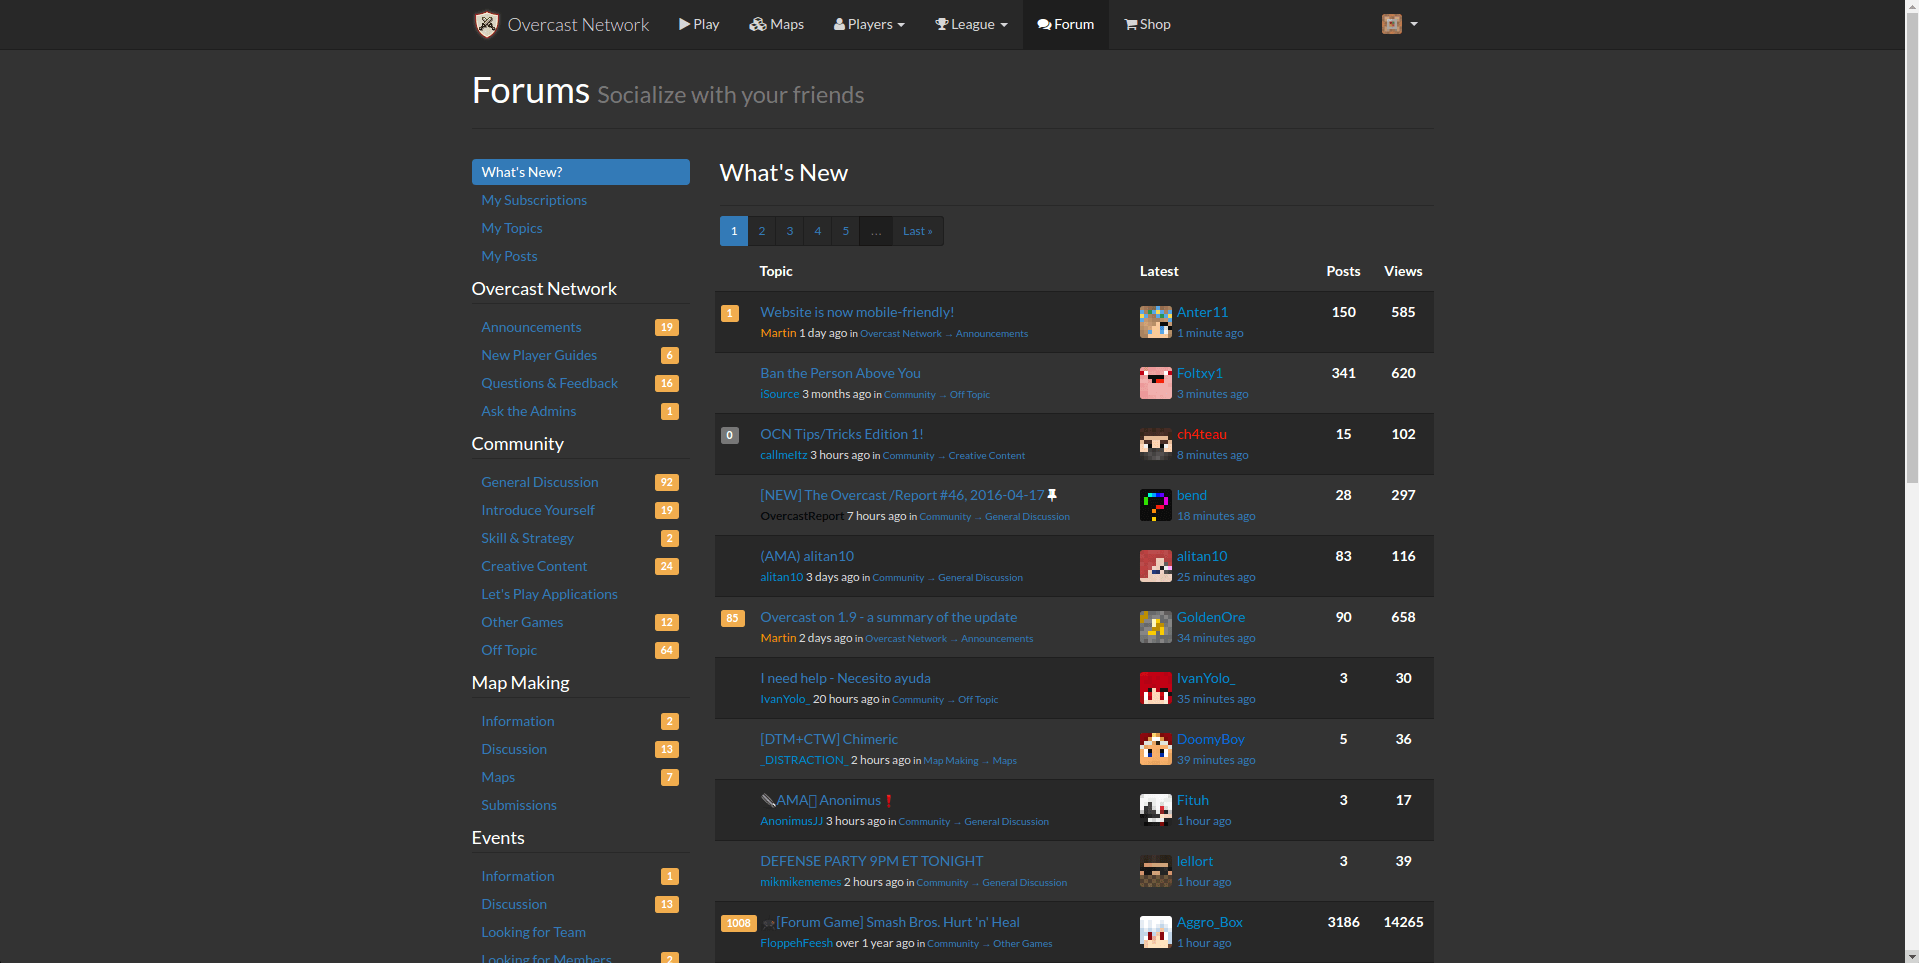 Overcast Network Play Maps Players League Forum Shop
Forums Socialize with your friends
What's New?
My Subscriptions
My Topics
My Posts
Overcast Network
Announcements 19
New Player Guides 6
Questions & Feedback 16
Ask the Admins 1
Community
General Discussion 92
Introduce Yourself 19
Skill & Strategy 2
Creative Content 24
Let's Play Applications
Other Games 12
Off Topic 64
Map Making
Information 2
Discussion 13
Maps 7
Submissions
Events
Information 1
Discussion 13
Looking for Team
Looking for Members 2
What's New
1 2 3 4 5 ... Last »
Topic Latest Posts Views
1 Website is now mobile-friendly! Anter11 150 585
Martin 1 day ago in Overcast Network → Announcements 1 minute ago
Ban the Person Above You Foltxy1 341 620
iSource 3 months ago in Community → Off Topic 3 minutes ago
0 OCN Tips/Tricks Edition 1! ch4teau 15 102
callmeItz 3 hours ago in Community → Creative Content 8 minutes ago
[NEW] The Overcast /Report #46, 2016-04-17 bend 28 297
OvercastReport 7 hours ago in Community → General Discussion 18 minutes ago
(AMA) alitan10 alitan10 83 116
alitan10 3 days ago in Community → General Discussion 25 minutes ago
85 Overcast on 1.9 - a summary of the update GoldenOre 90 658
Martin 2 days ago in Overcast Network → Announcements 34 minutes ago
I need help - Necesito ayuda IvanYolo_ 3 30
IvanYolo_ 20 hours ago in Community → Off Topic 35 minutes ago
[DTM+CTW] Chimeric DoomyBoy 5 36
_DISTRACTION_ 2 hours ago in Map Making → Maps 39 minutes ago
AMA Anonimus Fituh 3 17
AnonimusJJ 3 hours ago in Community → General Discussion 1 hour ago
DEFENSE PARTY 9PM ET TONIGHT lellort 3 39
mikmikememes 2 hours ago in Community → General Discussion 1 hour ago
1008 [Forum Game] Smash Bros. Hurt 'n' Heal Aggro_Box 3186 14265
FloppehFeesh over 1 year ago in Community → Other Games 1 hour ago